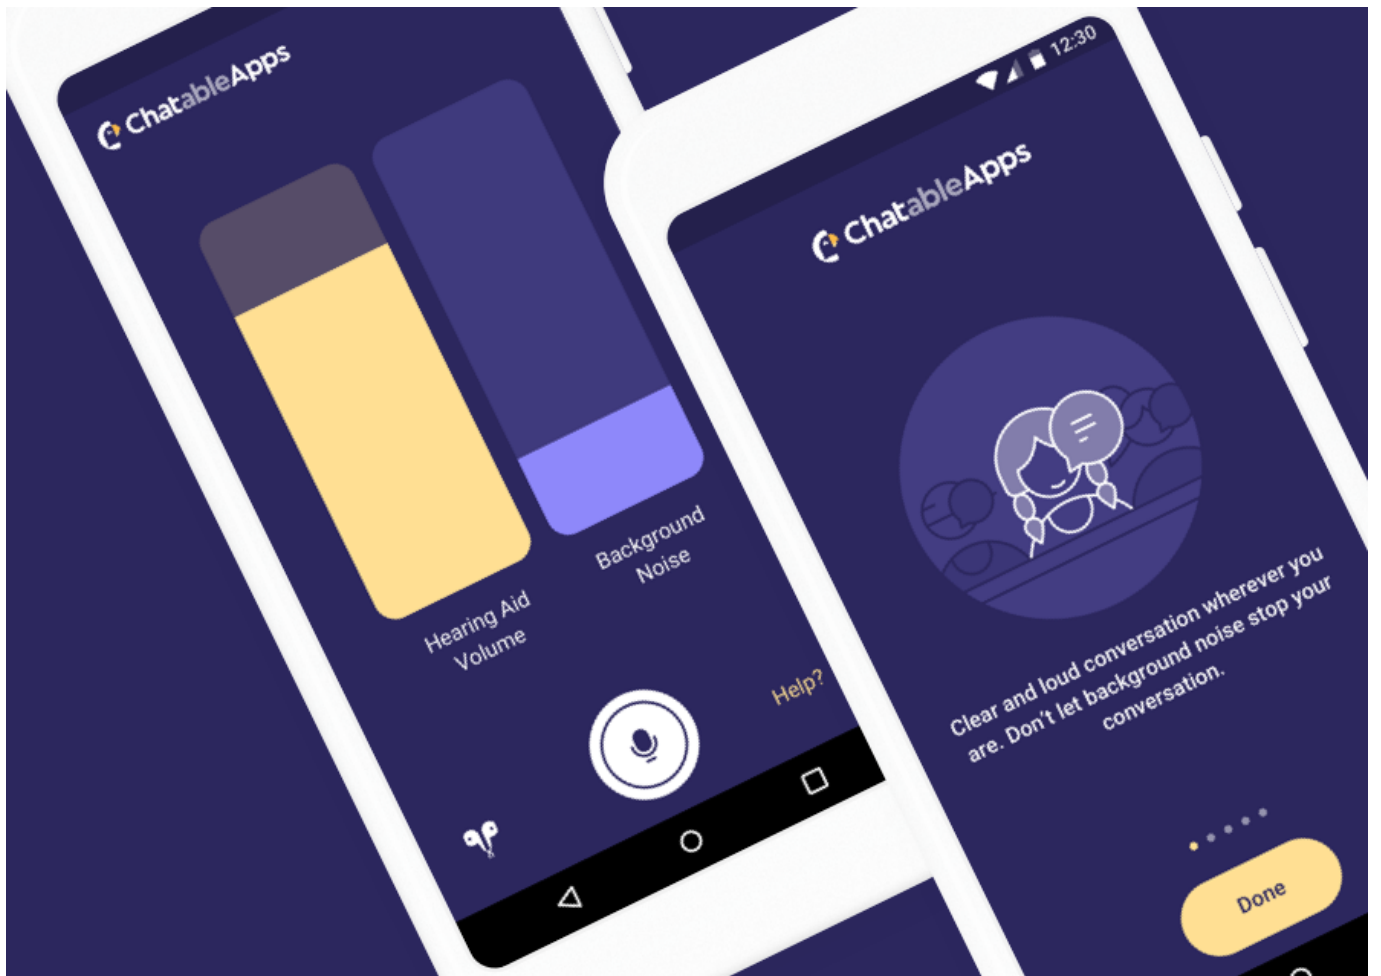 ChatableApps
Hearing Aid
Volume
Background
Noise
Help?
12:30
ChatableApps
Clear and loud conversation wherever you
are. Don't let background noise stop your
conversation.
Done